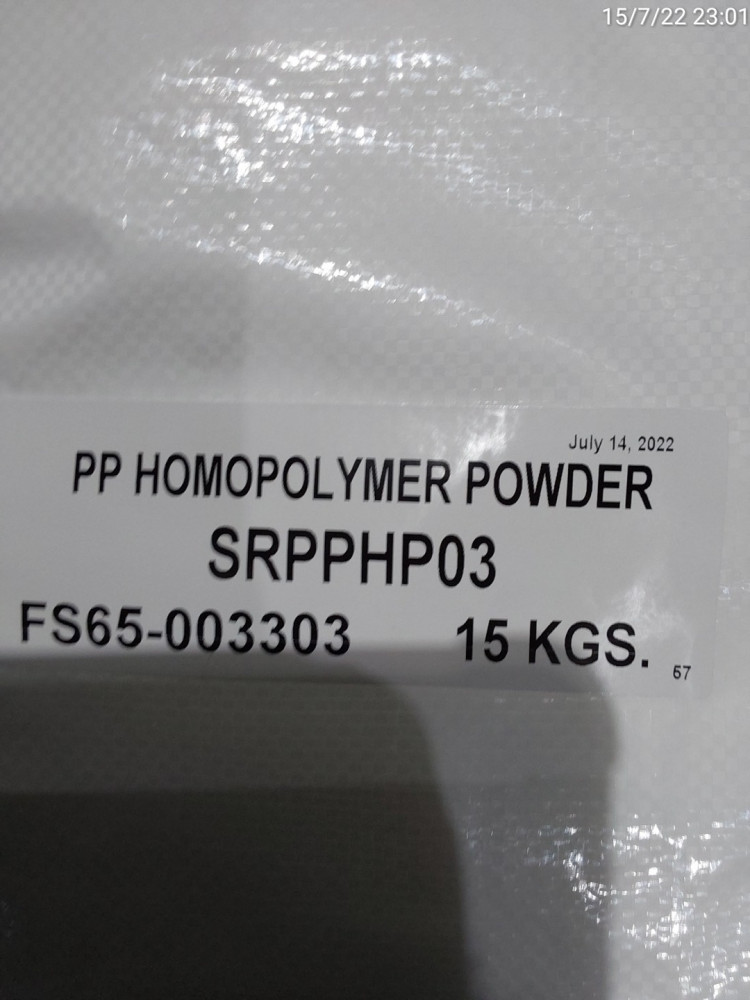 15/7/22 23:01
July 14, 2022
PP HOMOPOLYMER POWDER
SRPPHP03
FS65-003303 15 KGS.
67